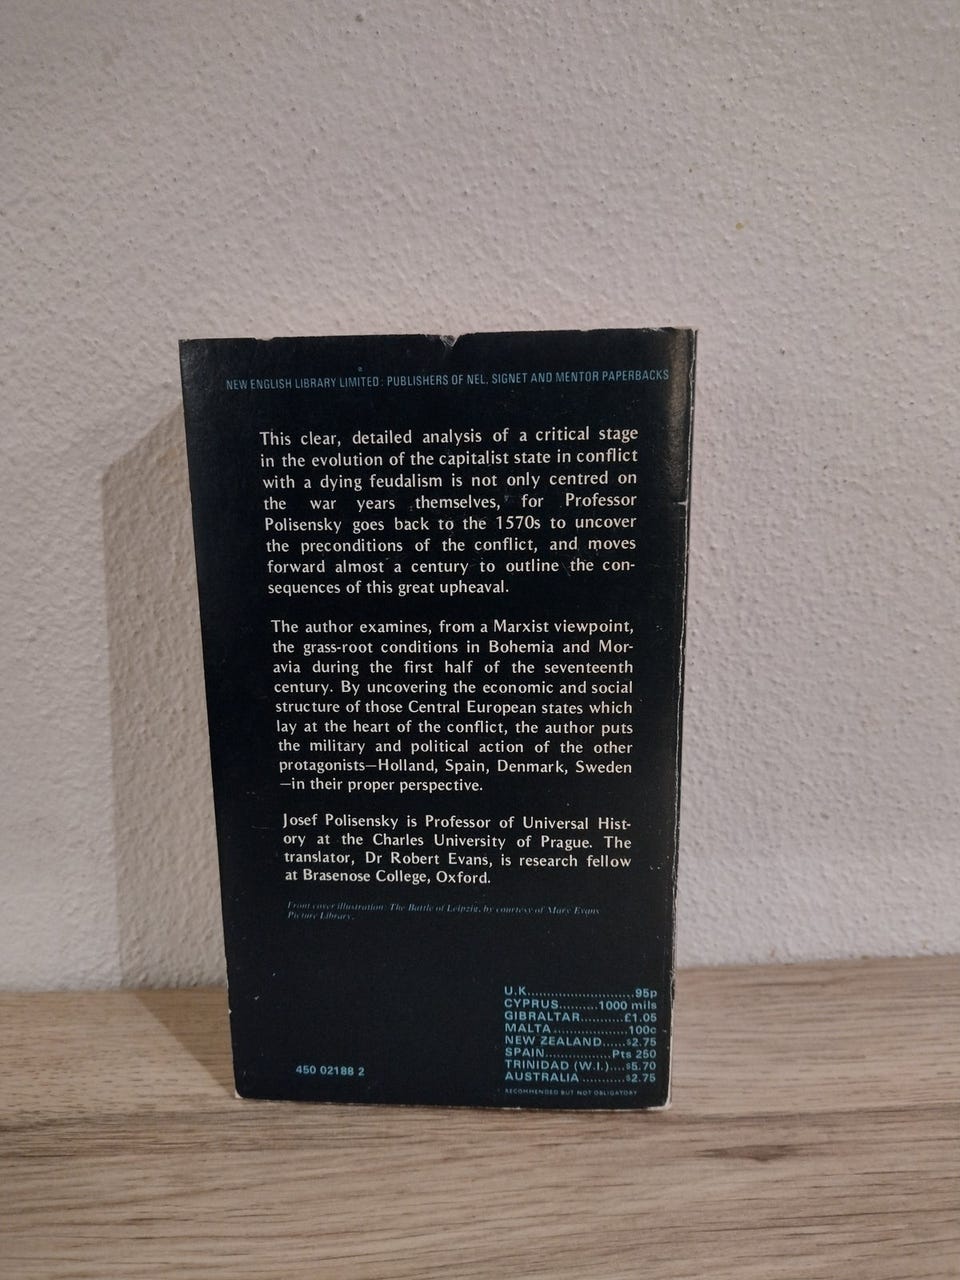 NEW ENGLISH LIBRARY LIMITED: PUBLISHERS OF NEL, SIGNET AND MENTOR PAPERBACKS
This clear, detailed analysis of a critical stage
in the evolution of the capitalist state in conflict
with a dying feudalism is not only centred on
the war years themselves, for Professor
Polisensky goes back to the 1570s to uncover
the preconditions of the conflict, and moves
forward almost a century to outline the con-
sequences of this great upheaval.
The author examines, from a Marxist viewpoint,
the grass-root conditions in Bohemia and Mor-
avia during the first half of the seventeenth
century. By uncovering the economic and social
structure of those Central European states which
lay at the heart of the conflict, the author puts
the military and political action of the other
protagonists—Holland, Spain, Denmark, Sweden
—in their proper perspective.
Josef Polisensky is Professor of Universal Hist-
ory at the Charles University of Prague. The
translator, Dr Robert Evans, is research fellow
at Brasenose College, Oxford.
Front cover illustration: The Battle of Leipzig, by courtesy of Mary Evans
Picture Library.
U.K...........................95p
CYPRUS..........1000 mils
GIBRALTAR...........£1.05
MALTA...................100c
NEW ZEALAND......$2.75
SPAIN.................Pts 250
TRINIDAD (W.I.)....$5.70
AUSTRALIA ...........$2.75
RECOMMENDED BUT NOT OBLIGATORY
450 02188 2